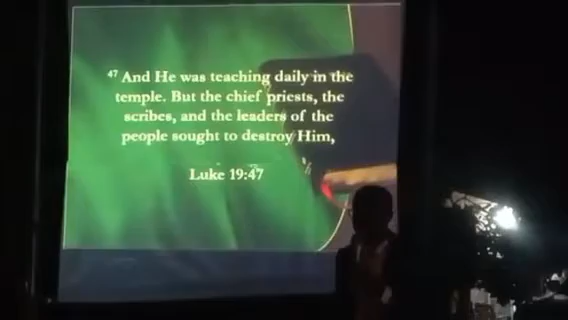 47 And He was teaching daily in the
temple. But the chief priests, the
scribes, and the leaders of the
people sought to destroy Him,
Luke 19:47